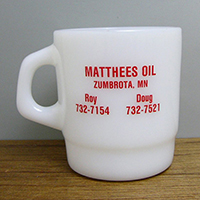 MATTHEES OIL
ZUMBROTA, MN
Roy Doug
732-7154 732-7521